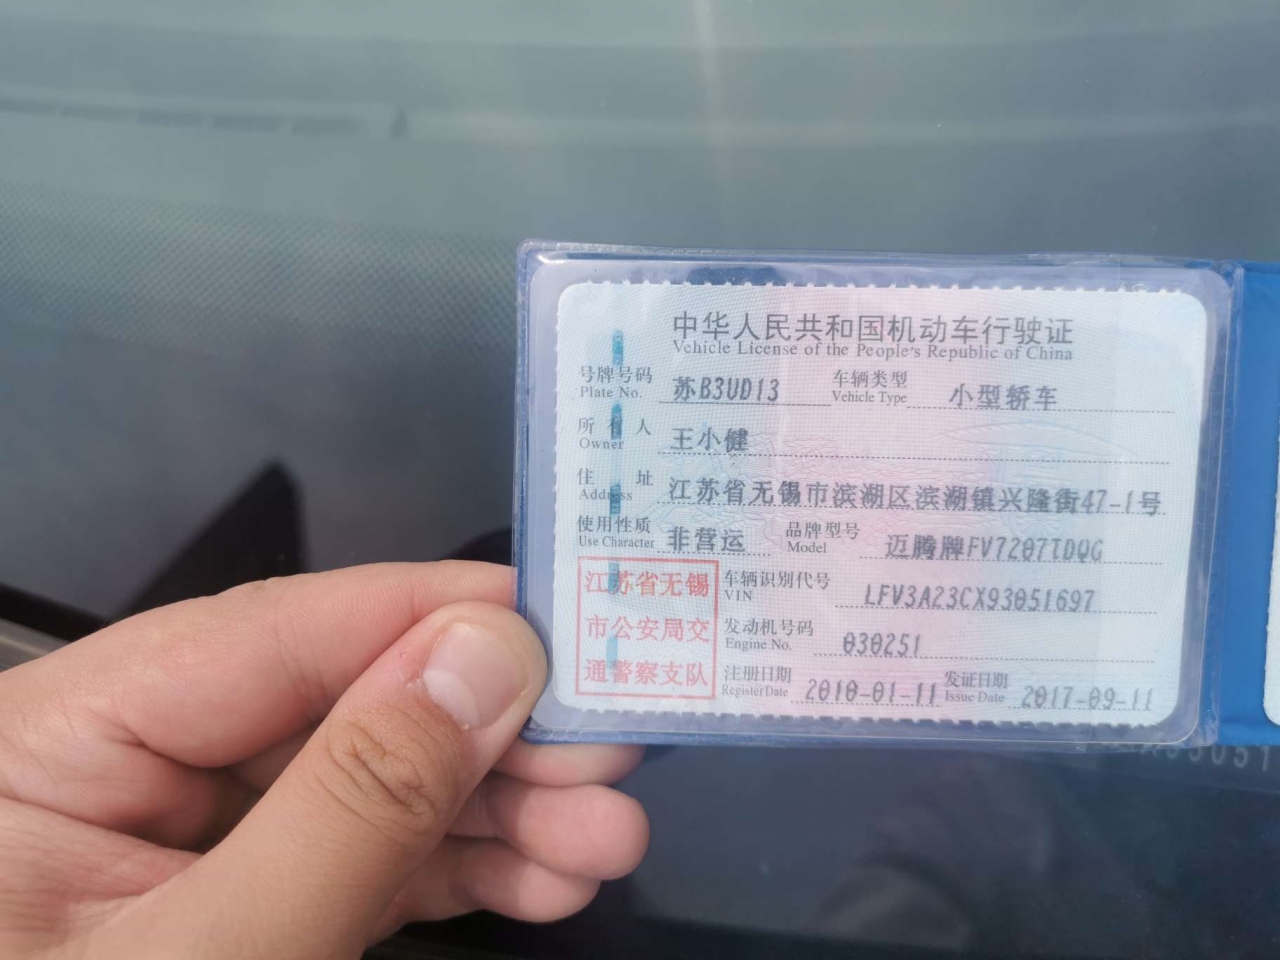 中华人民共和国机动车行驶证
Vehicle License of the People's Republic of China
号牌号码 苏B3UD13 车辆类型 小型轿车
Plate No. Vehicle Type
所有人 王小健
Owner
住址 江苏省无锡市滨湖区滨湖镇兴隆街47-1号
Address
使用性质 非营运 品牌型号 迈腾牌FV7207TDQG
Use Character Model
江苏省无锡
市公安局交
通警察支队
车辆识别代号 LFV3A23CX93051697
VIN
发动机号码 030251
Engine No.
注册日期 2010-01-11 发证日期 2017-09-11
Register Date Issue Date